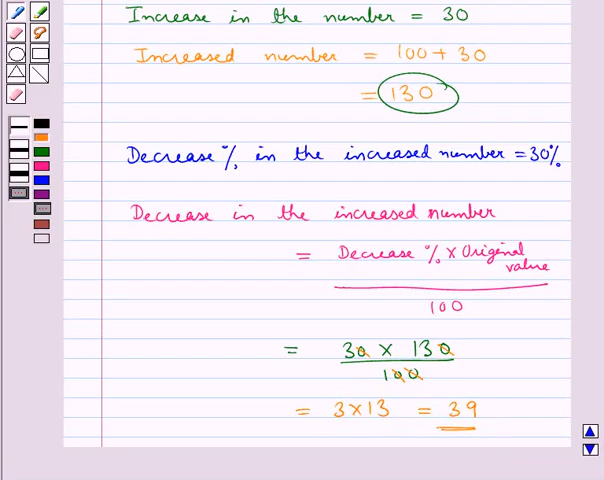 Increase in the number = 30
Increased number = 100 + 30
= 130
Decrease % in the increased number = 30%.
Decrease in the increased number
= Decrease % × Original value
100
= 30 × 130
100
= 3 × 13 = 39